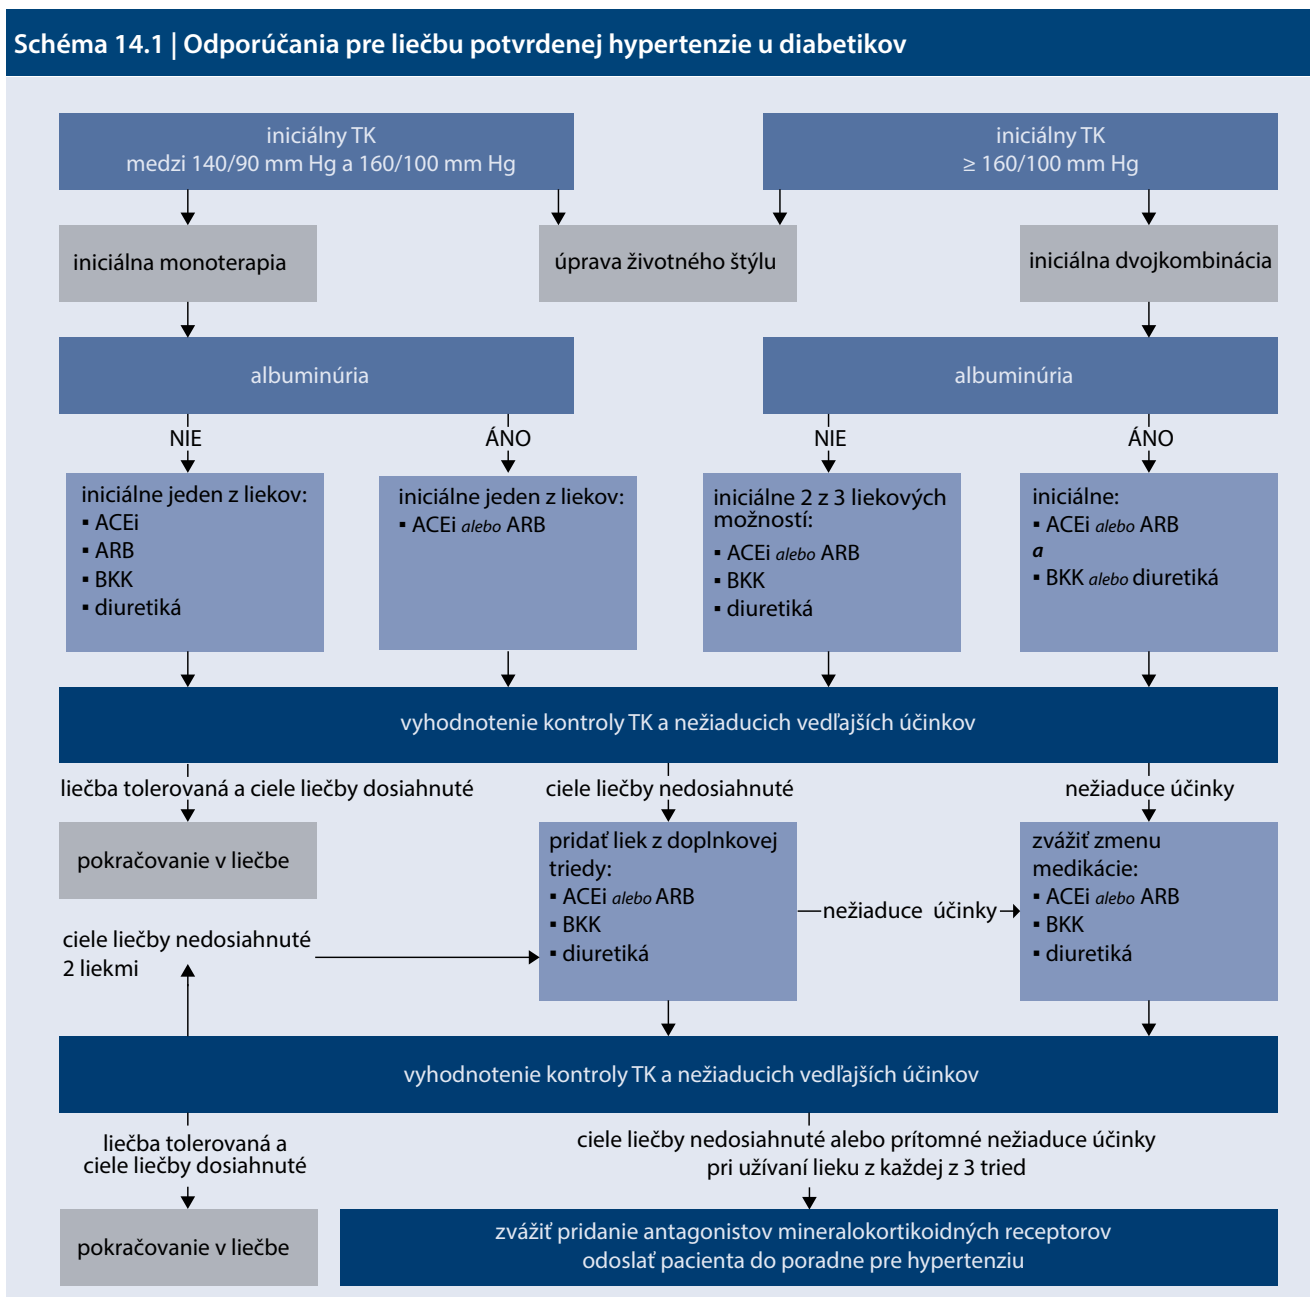 Schéma 14.1 | Odporúčania pre liečbu potvrdenej hypertenzie u diabetikov
iniciálny TK
medzi 140/90 mm Hg a 160/100 mm Hg
iniciálny TK
≥ 160/100 mm Hg
iniciálna monoterapia
úprava životného štýlu
iniciálna dvojkombinácia
albuminúria
albuminúria
NIE
ÁNO
NIE
ÁNO
iniciálne jeden z liekov:
▪ ACEi
▪ ARB
▪ BKK
▪ diuretiká
iniciálne jeden z liekov:
▪ ACEi alebo ARB
iniciálne 2 z 3 liekových
možností:
▪ ACEi alebo ARB
▪ BKK
▪ diuretiká
iniciálne:
▪ ACEi alebo ARB
a
▪ BKK alebo diuretiká
vyhodnotenie kontroly TK a nežiaducich vedľajších účinkov
liečba tolerovaná a ciele liečby dosiahnuté
ciele liečby nedosiahnuté
nežiaduce účinky
pokračovanie v liečbe
pridať liek z doplnkovej
triedy:
▪ ACEi alebo ARB
▪ BKK
▪ diuretiká
nežiaduce účinky
zvážiť zmenu
medikácie:
▪ ACEi alebo ARB
▪ BKK
▪ diuretiká
ciele liečby nedosiahnuté
2 liekmi
vyhodnotenie kontroly TK a nežiaducich vedľajších účinkov
liečba tolerovaná a
ciele liečby dosiahnuté
ciele liečby nedosiahnuté alebo prítomné nežiaduce účinky
pri užívaní lieku z každej z 3 tried
pokračovanie v liečbe
zvážiť pridanie antagonistov mineralokortikoidných receptorov
odoslať pacienta do poradne pre hypertenziu